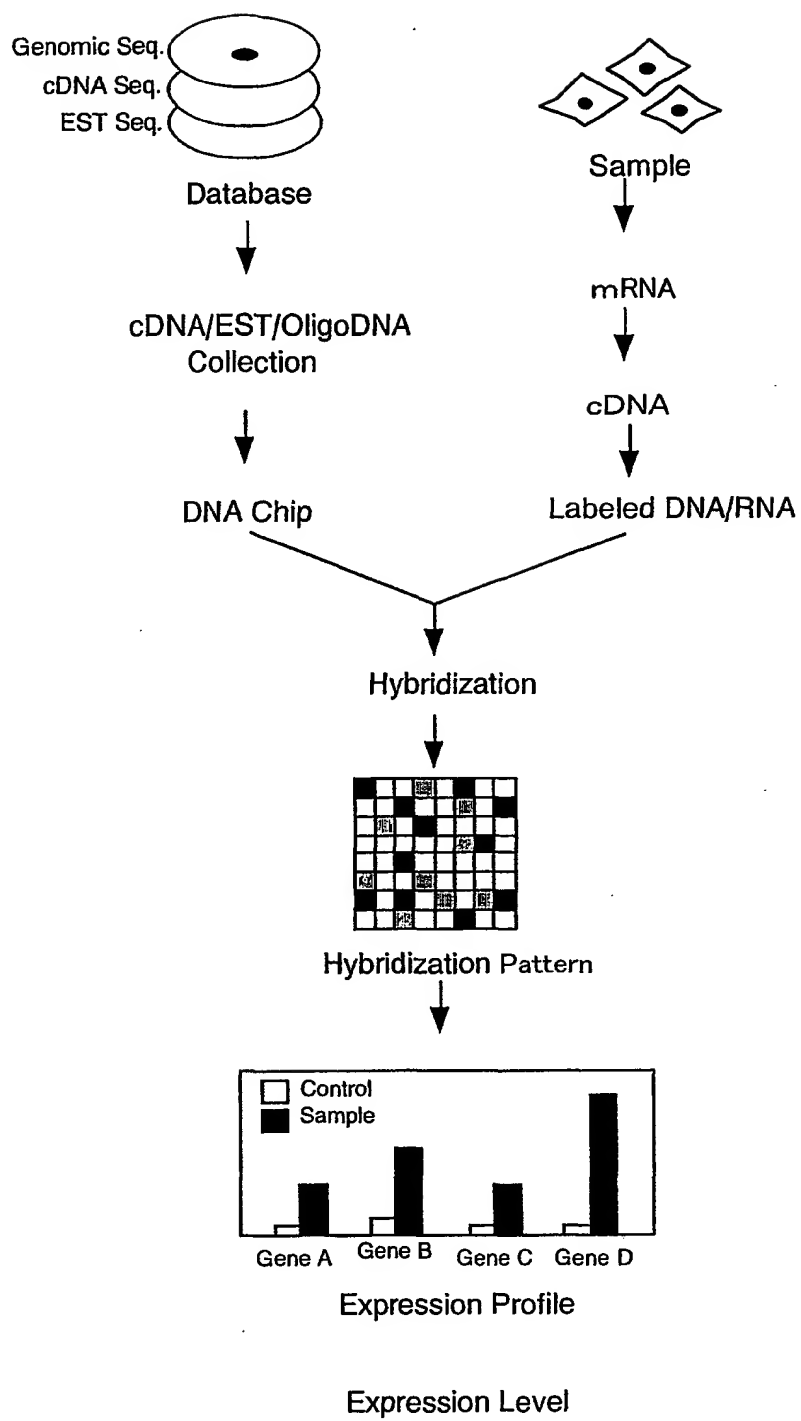 Genomic Seq.
cDNA Seq.
EST Seq.
Database
cDNA/EST/OligoDNA
Collection
DNA Chip
Sample
mRNA
cDNA
Labeled DNA/RNA
Hybridization
Hybridization Pattern
Control
Sample
Gene A
Gene B
Gene C
Gene D
Expression Profile
Expression Level